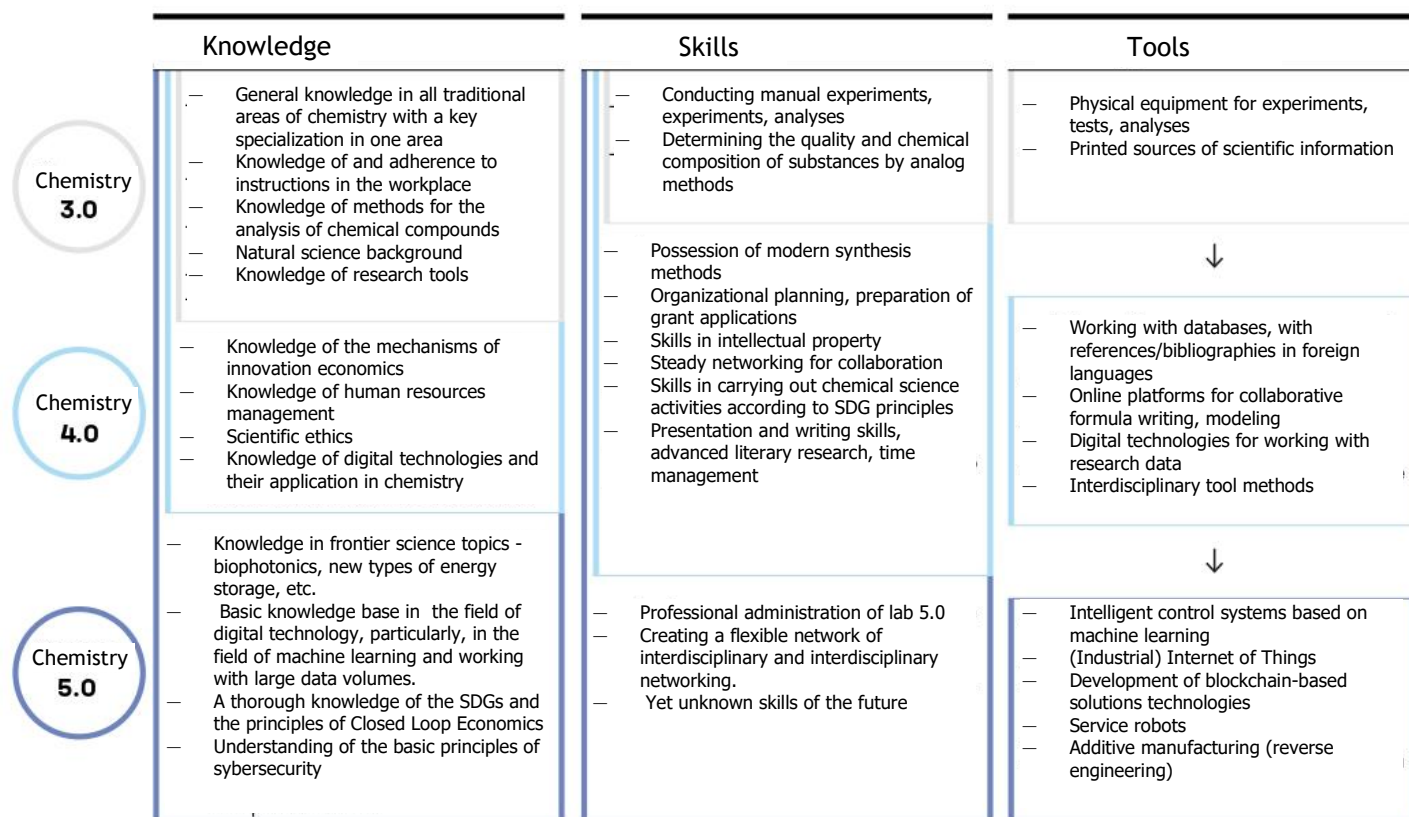 Knowledge
Skills
Tools
Chemistry
3.0
— General knowledge in all traditional
areas of chemistry with a key
specialization in one area
— Knowledge of and adherence to
instructions in the workplace
— Knowledge of methods for the
analysis of chemical compounds
— Natural science background
— Knowledge of research tools
— Conducting manual experiments,
experiments, analyses
— Determining the quality and chemical
composition of substances by analog
methods
— Physical equipment for experiments,
tests, analyses
— Printed sources of scientific information
↓
Chemistry
4.0
— Knowledge of the mechanisms of
innovation economics
— Knowledge of human resources
management
— Scientific ethics
— Knowledge of digital technologies and
their application in chemistry
— Possession of modern synthesis
methods
— Organizational planning, preparation of
grant applications
— Skills in intellectual property
— Steady networking for collaboration
— Skills in carrying out chemical science
activities according to SDG principles
— Presentation and writing skills,
advanced literary research, time
management
— Working with databases, with
references/bibliographies in foreign
languages
— Online platforms for collaborative
formula writing, modeling
— Digital technologies for working with
research data
— Interdisciplinary tool methods
↓
Chemistry
5.0
— Knowledge in frontier science topics -
biophotonics, new types of energy
storage, etc.
— Basic knowledge base in the field of
digital technology, particularly, in the
field of machine learning and working
with large data volumes.
— A thorough knowledge of the SDGs and
the principles of Closed Loop Economics
— Understanding of the basic principles of
sybersecurity
— Professional administration of lab 5.0
— Creating a flexible network of
interdisciplinary and interdisciplinary
networking.
— Yet unknown skills of the future
— Intelligent control systems based on
machine learning
— (Industrial) Internet of Things
— Development of blockchain-based
solutions technologies
— Service robots
— Additive manufacturing (reverse
engineering)